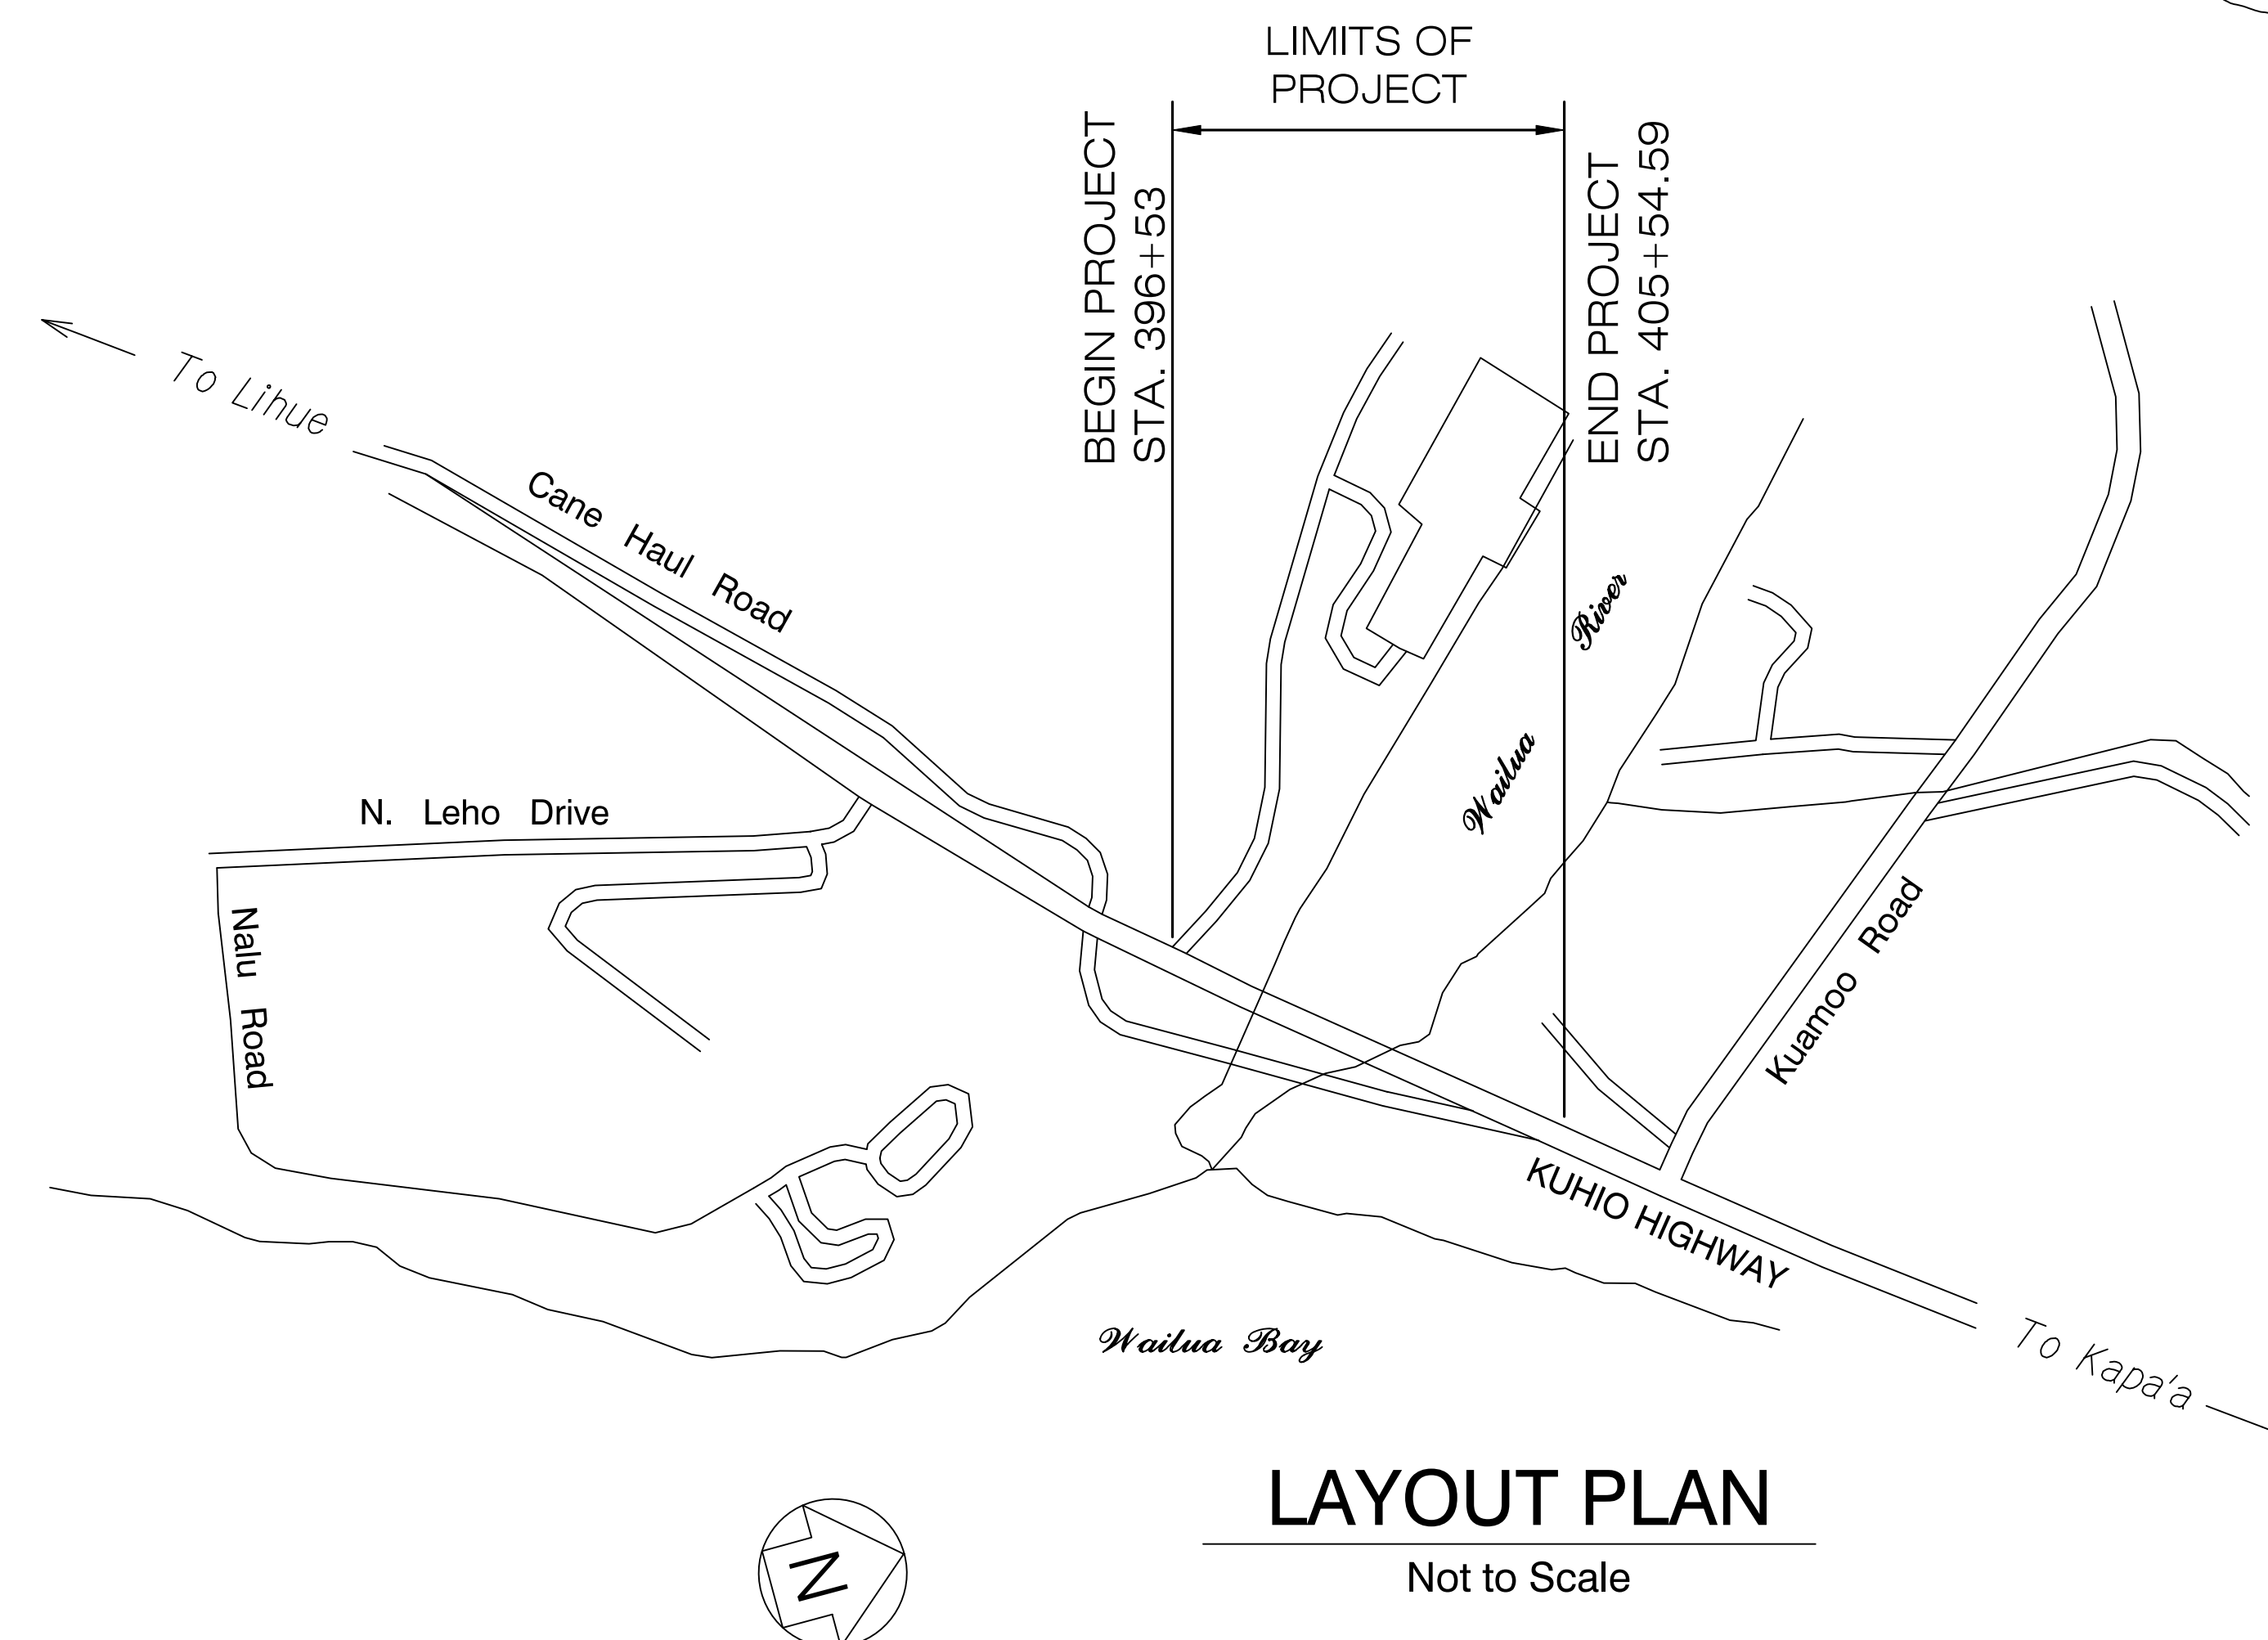 LIMITS OF
PROJECT
BEGIN PROJECT
STA. 396+53
END PROJECT
STA. 405+54.59
To Lihue
Cane Haul Road
River
Wailua
N. Leho Drive
Nalu Road
Kuamoo Road
KUHIO HIGHWAY
Wailua Bay
To Kapa'a
LAYOUT PLAN
Not to Scale
N